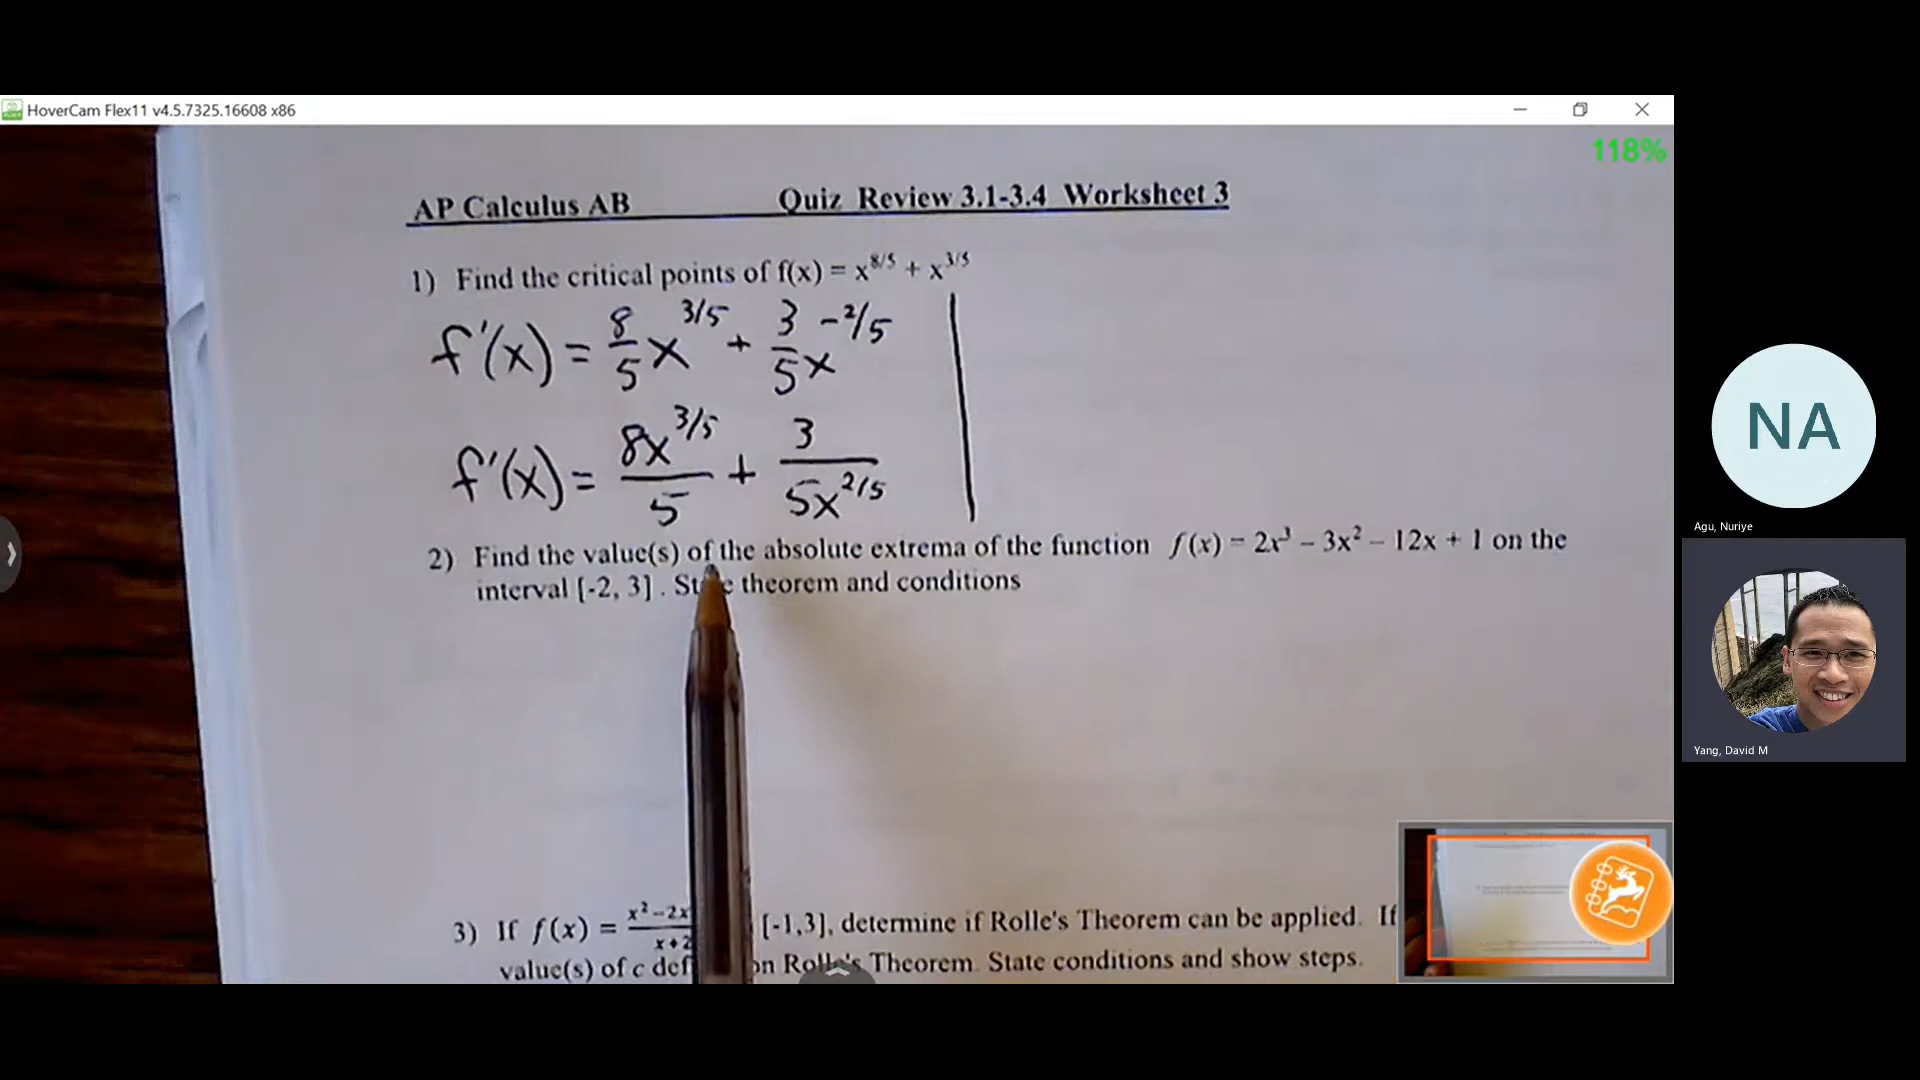 HoverCam Flex11 v4.5.7325.16608 x86
118%
AP Calculus AB Quiz Review 3.1-3.4 Worksheet 3
1) Find the critical points of f(x) = x^8/5 + x^3/5
f'(x) = 8/5 x^3/5 + 3/5 x^-2/5
f'(x) = 8x^3/5 / 5 + 3 / 5x^2/5
2) Find the value(s) of the absolute extrema of the function f(x) = 2x³ – 3x² – 12x + 1 on the
interval [-2, 3] . theorem and conditions
3) If f(x) = [-1,3], determine if Rolle's Theorem can be applied. If
value(s) of c Rolle's Theorem. State conditions and show steps.
NA
Agu, Nuriye
Yang, David M